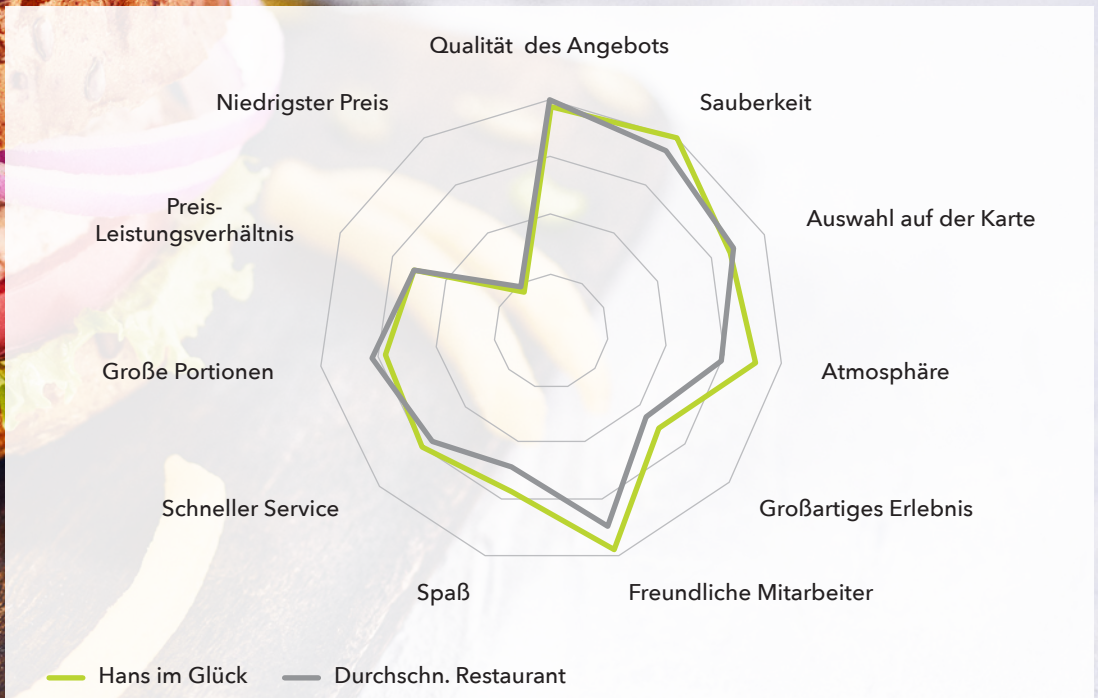 Qualität des Angebots
Sauberkeit
Auswahl auf der Karte
Atmosphäre
Großartiges Erlebnis
Freundliche Mitarbeiter
Spaß
Schneller Service
Große Portionen
Preis-
Leistungsverhältnis
Niedrigster Preis
Hans im Glück
Durchschn. Restaurant